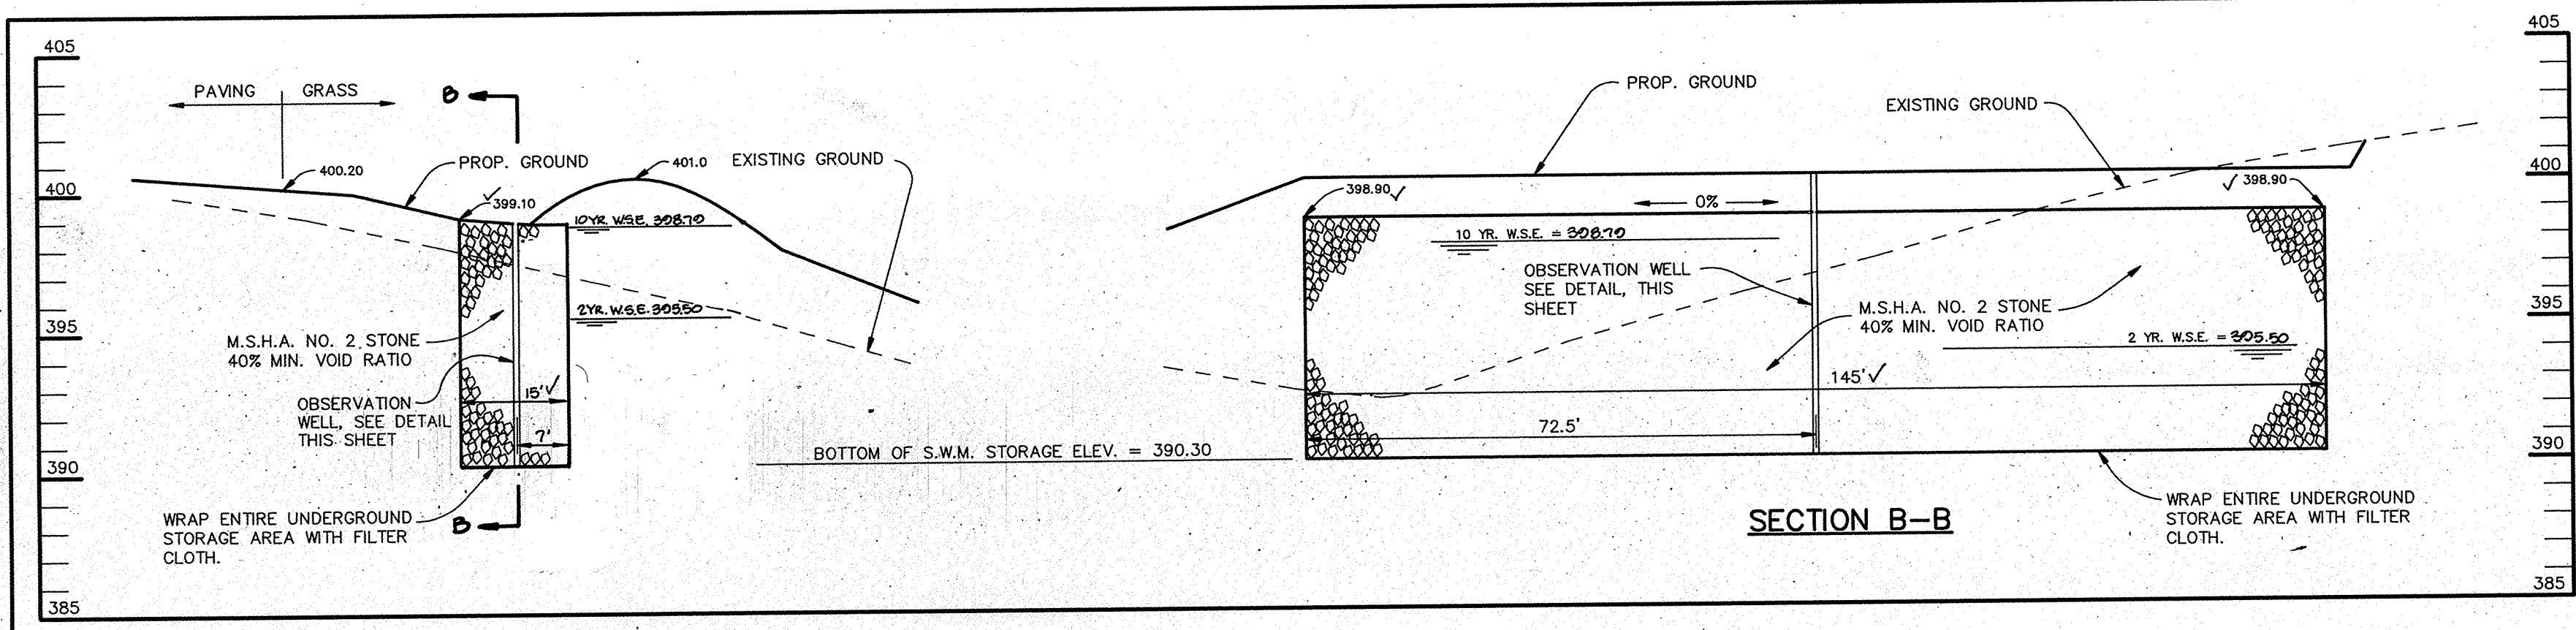 405
405
PAVING GRASS
B
PROP. GROUND
EXISTING GROUND
400.20
PROP. GROUND
401.0
EXISTING GROUND
400
400
399.10
398.90 ✓
✓ 398.90
0%
10 YR. W.S.E. 398.70
10 YR. W.S.E. = 398.70
OBSERVATION WELL
SEE DETAIL, THIS
SHEET
2 YR. W.S.E. 395.50
M.S.H.A. NO. 2 STONE
40% MIN. VOID RATIO
395
395
M.S.H.A. NO. 2 STONE
40% MIN. VOID RATIO
2 YR. W.S.E. = 395.50
145' ✓
15' ✓
OBSERVATION
WELL, SEE DETAIL
THIS SHEET
7'
72.5'
BOTTOM OF S.W.M. STORAGE ELEV. = 390.30
390
390
WRAP ENTIRE UNDERGROUND
STORAGE AREA WITH FILTER
CLOTH.
B
SECTION B-B
WRAP ENTIRE UNDERGROUND
STORAGE AREA WITH FILTER
CLOTH.
385
385